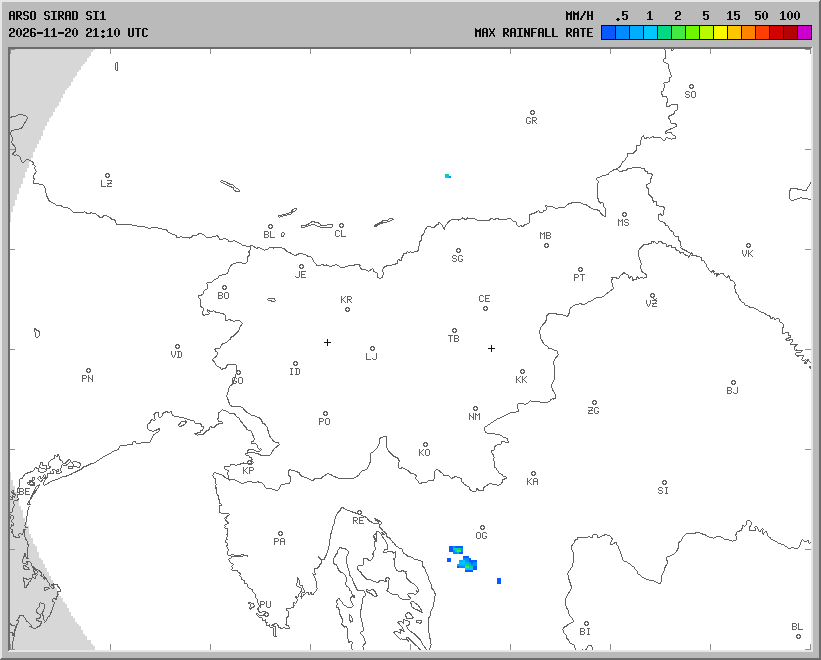 ARSO SIRAD SI1
MM/H .5 1 2 5 15 50 100
2026-11-20 21:10 UTC
MAX RAINFALL RATE
SO
GR
LZ
MS
BL
CL
MB
SG
VK
JE
PT
BO
KR
CE
VZ
TB
VD
LJ
ID
PN
GO
KK
BJ
NM
ZG
PO
KO
KP
KA
BE
SI
RE
OG
PA
PU
BI
BL